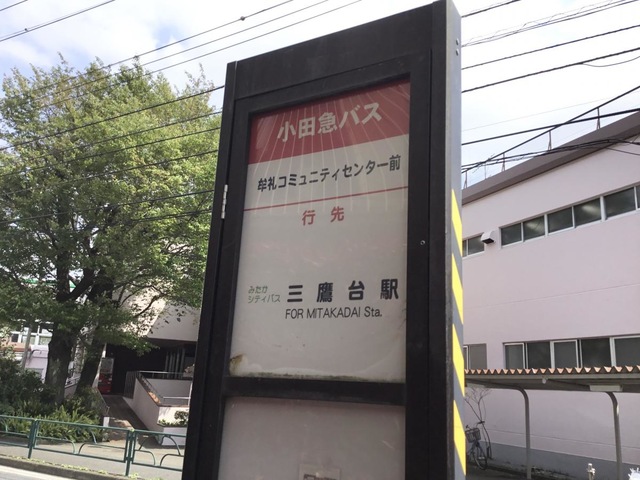 小田急バス
牟礼コミュニティセンター前
行先
みたか
シティバス 三鷹台駅
FOR MITAKADAI Sta.